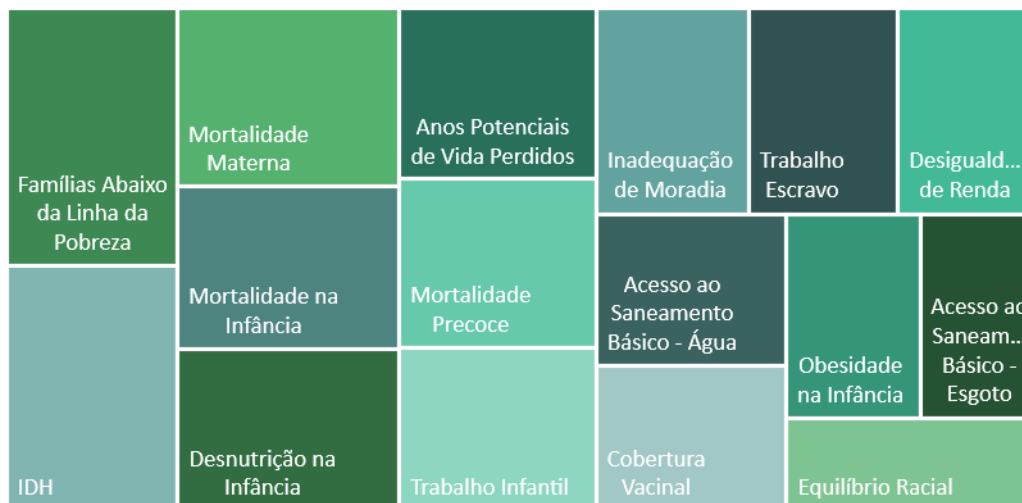 Famílias Abaixo
da Linha da
Pobreza
IDH
Mortalidade
Materna
Mortalidade na
Infância
Desnutrição na
Infância
Anos Potenciais
de Vida Perdidos
Mortalidade
Precoce
Trabalho Infantil
Inadequação
de Moradia
Trabalho
Escravo
Desiguald...
de Renda
Acesso ao
Saneamento
Básico - Água
Cobertura
Vacinal
Obesidade
na Infância
Acesso ao
Saneam...
Básico -
Esgoto
Equilíbrio Racial